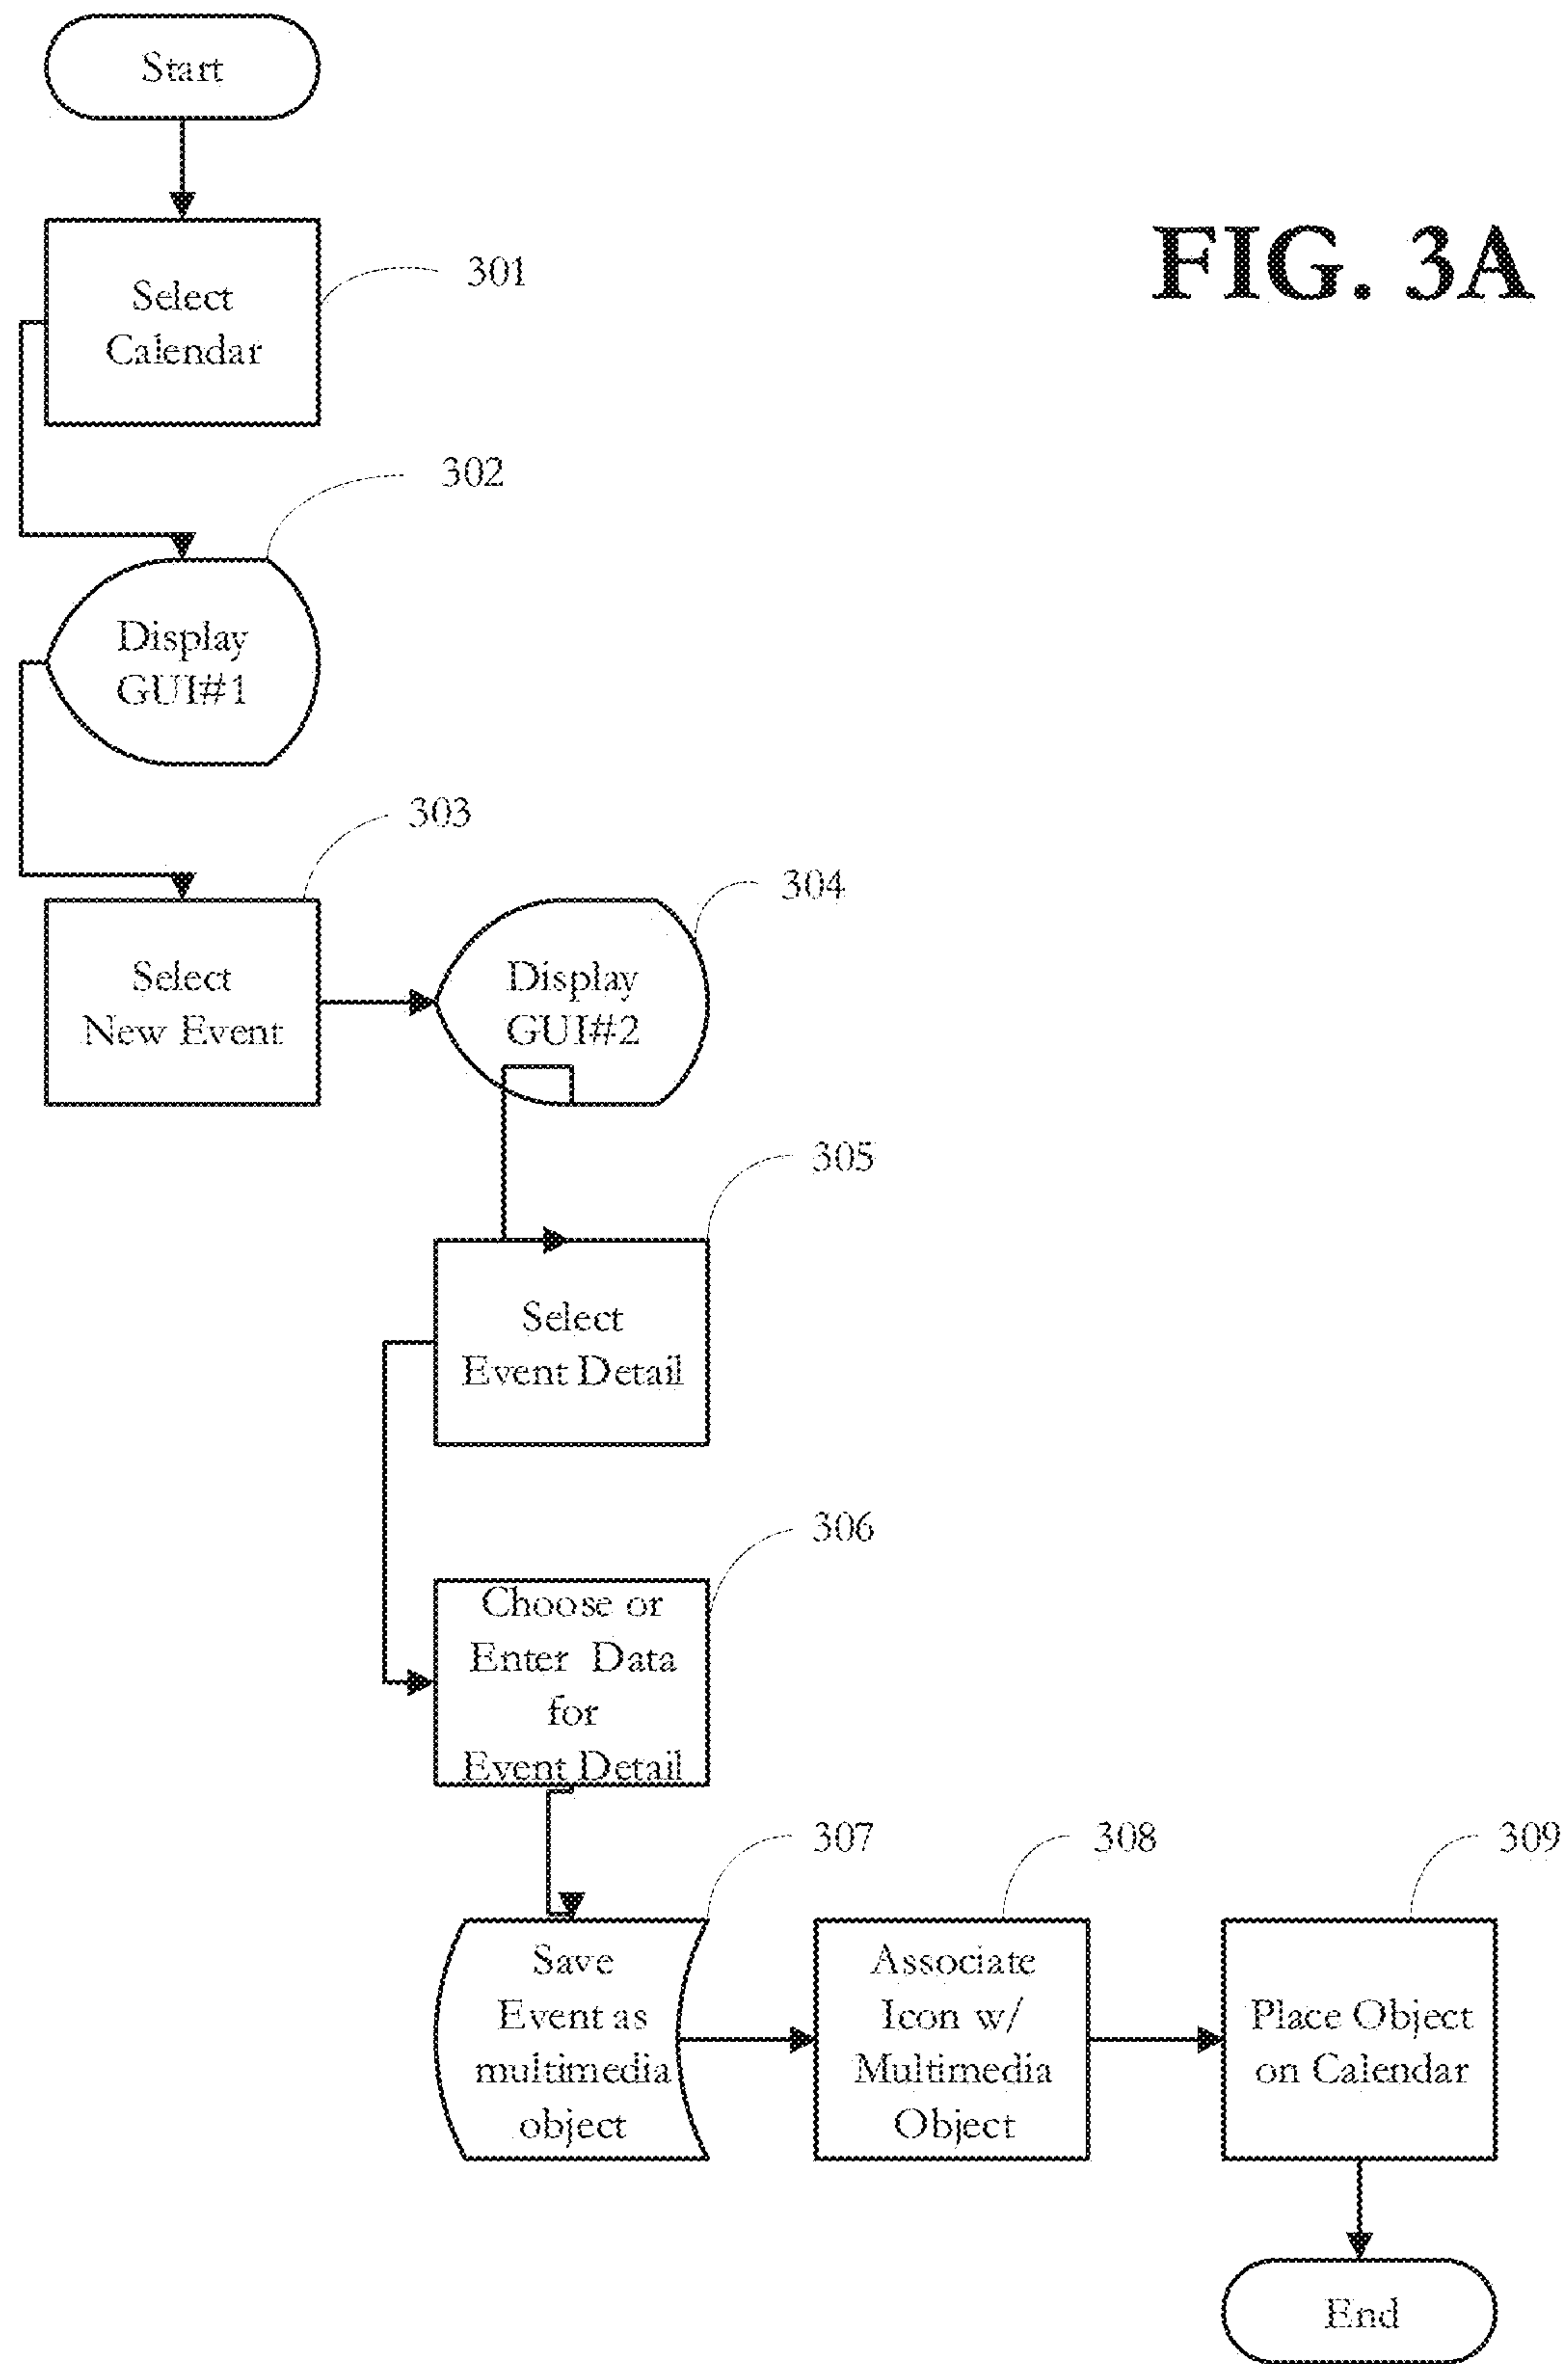 Start
FIG. 3A
301
Select
Calendar
302
Display
GUI#1
303
304
Select
New Event
Display
GUI#2
305
Select
Event Detail
306
Choose or
Enter Data
for
Event Detail
307
308
309
Save
Event as
multimedia
object
Associate
Icon w/
Multimedia
Object
Place Object
on Calendar
End